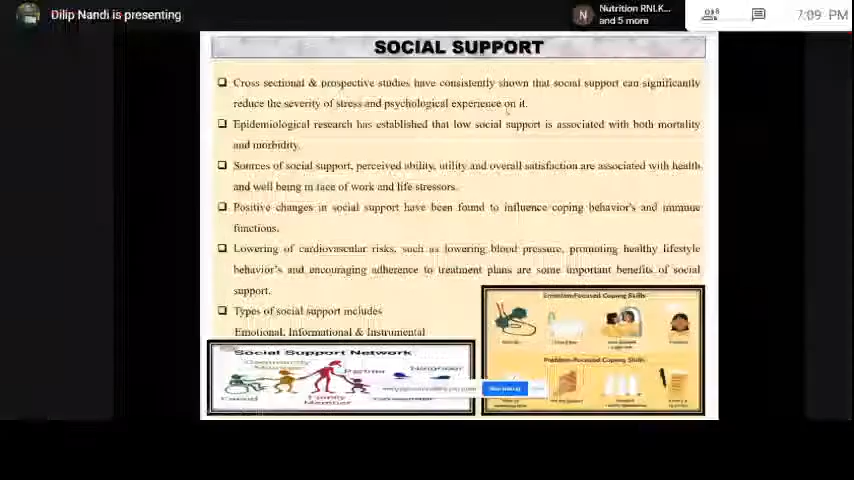 Dilip Nandi is presenting
Nutrition RNLK...
and 5 more
7:09 PM
SOCIAL SUPPORT
❑ Cross sectional & prospective studies have consistently shown that social support can significantly
reduce the severity of stress and psychological experience on it.
❑ Epidemiological research has established that low social support is associated with both mortality
and morbidity.
❑ Sources of social support, perceived ability, utility and overall satisfaction are associated with health
and well being in face of work and life stressors.
❑ Positive changes in social support have been found to influence coping behavior's and immune
functions.
❑ Lowering of cardiovascular risks, such as lowering blood pressure, promoting healthy lifestyle
behavior's and encouraging adherence to treatment plans are some important benefits of social
support.
❑ Types of social support includes
Emotional, Informational & Instrumental
Social Support Network
Partner
Family
Member
Emotion-Focused Coping Skills
Problem-Focused Coping Skills